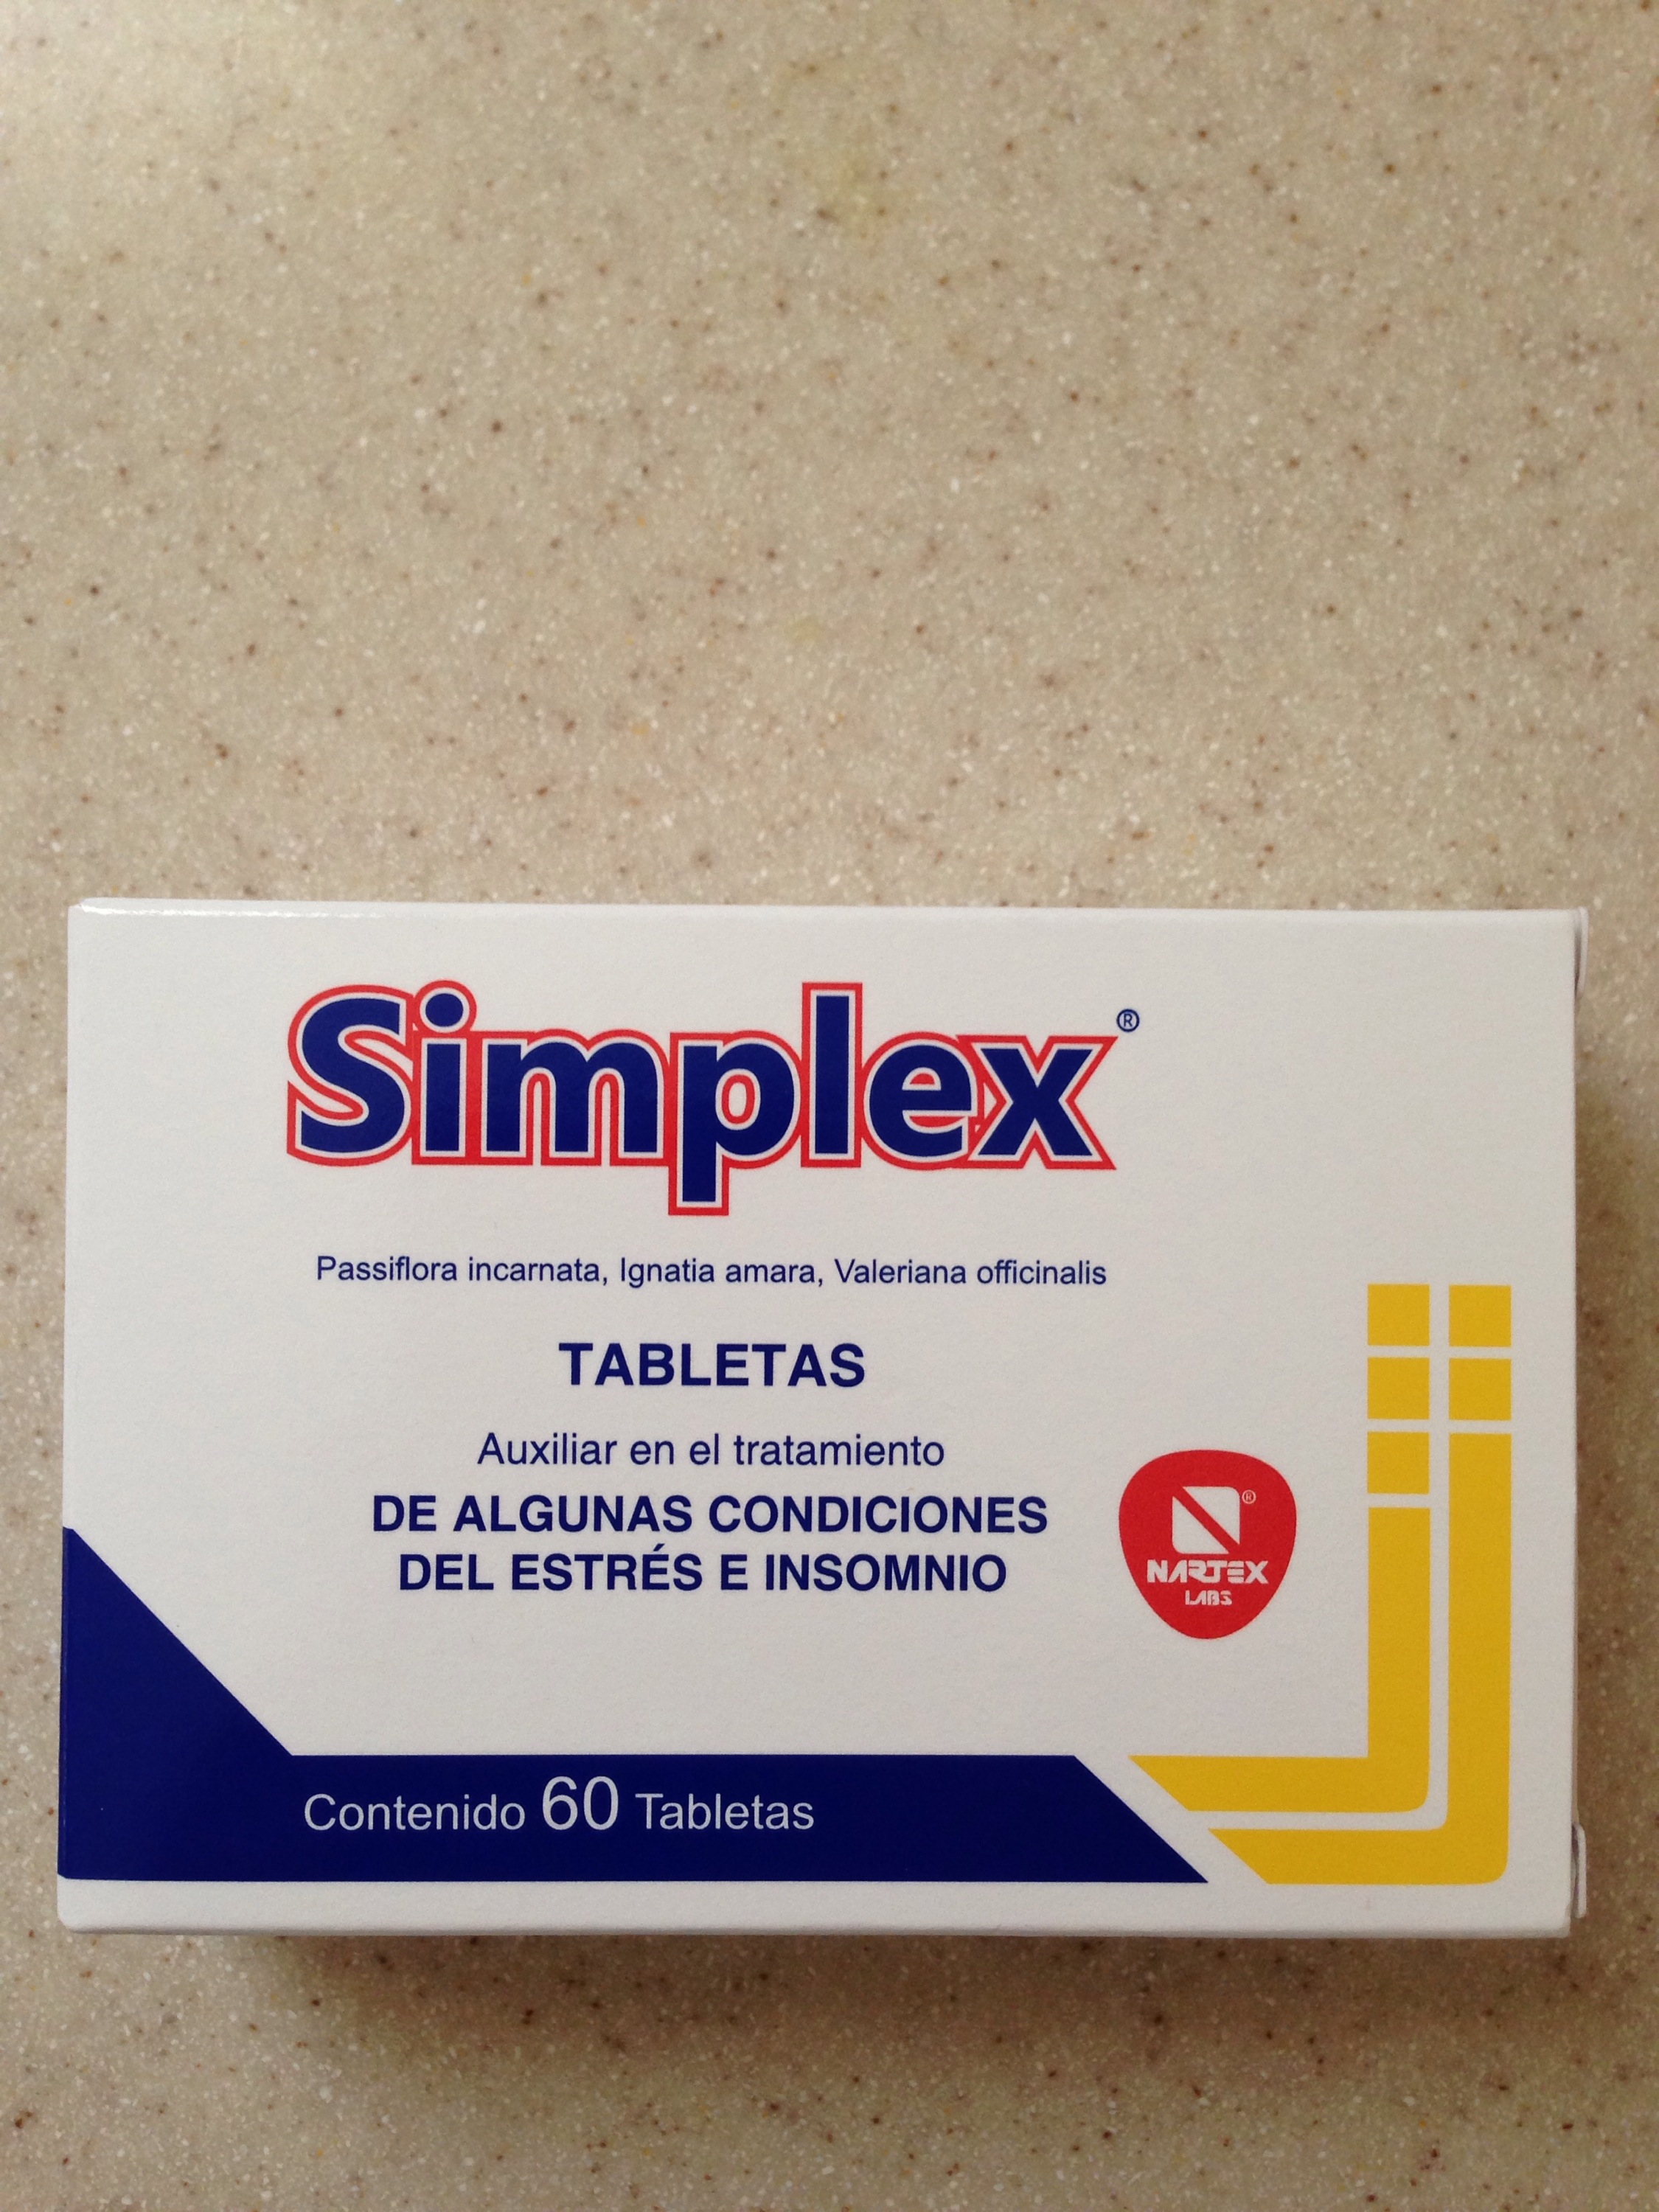 Simplex®
Passiflora incarnata, Ignatia amara, Valeriana officinalis
TABLETAS
Auxiliar en el tratamiento
DE ALGUNAS CONDICIONES
DEL ESTRÉS E INSOMNIO
®
NARTEX
LABS
Contenido 60 Tabletas